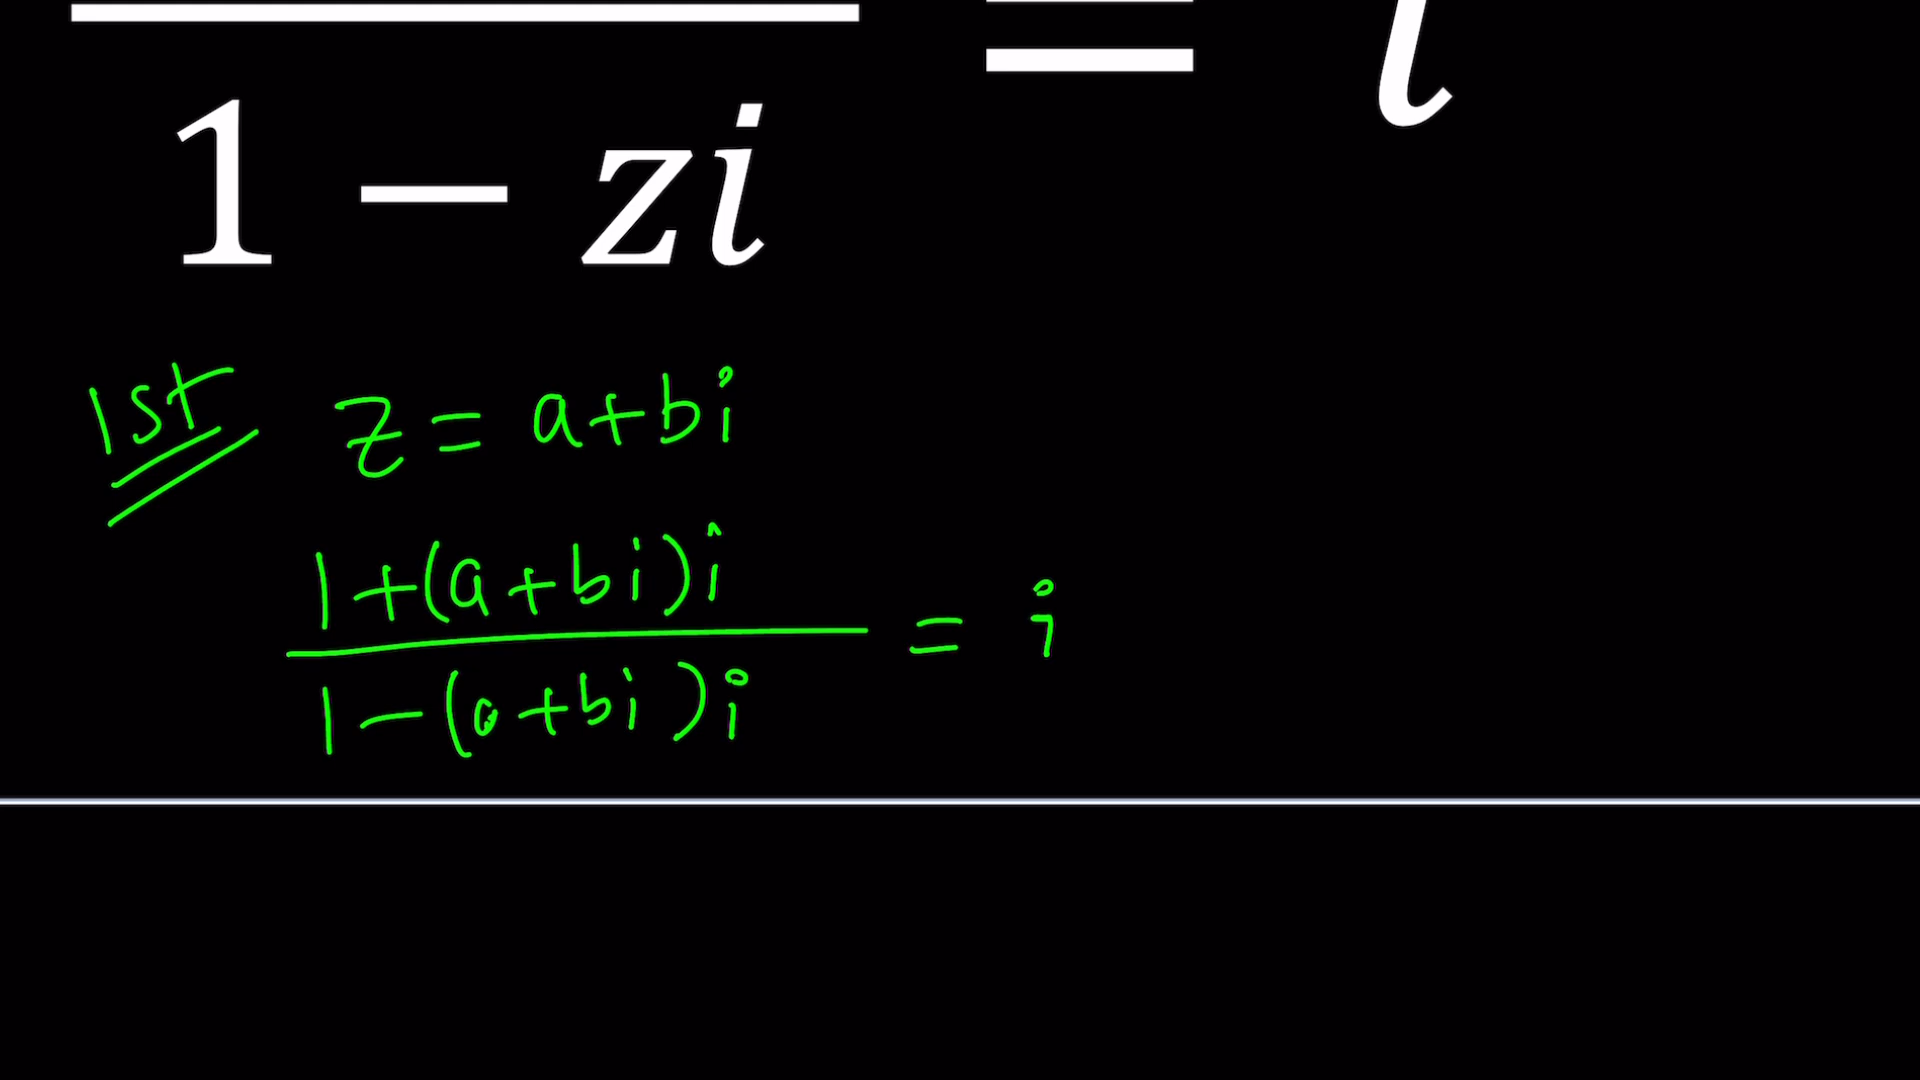 1 − zi = i
1st z = a+bi
1+(a+bi)i
= i
1−(a+bi)i